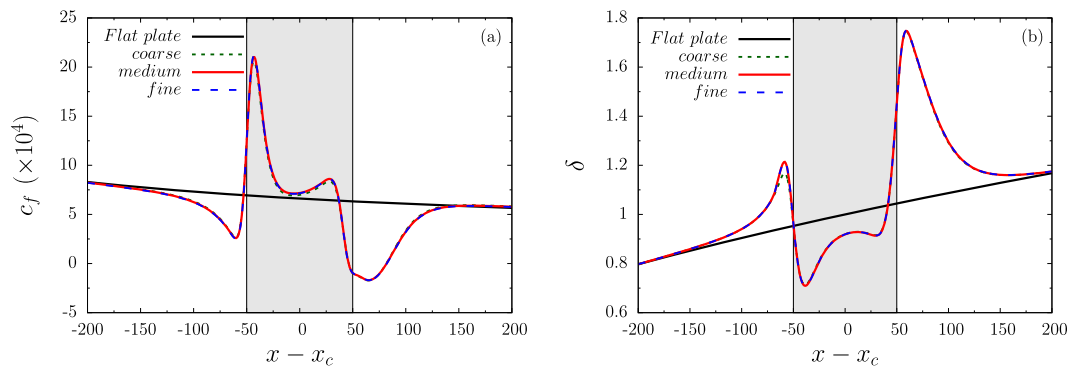 (a)
Flat plate
coarse
medium
fine
25
20
15
10
5
0
-5
c_f (×10⁴)
-200 -150 -100 -50 0 50 100 150 200
x − x_c
(b)
Flat plate
coarse
medium
fine
1.8
1.6
1.4
1.2
1
0.8
0.6
δ
-200 -150 -100 -50 0 50 100 150 200
x − x_c